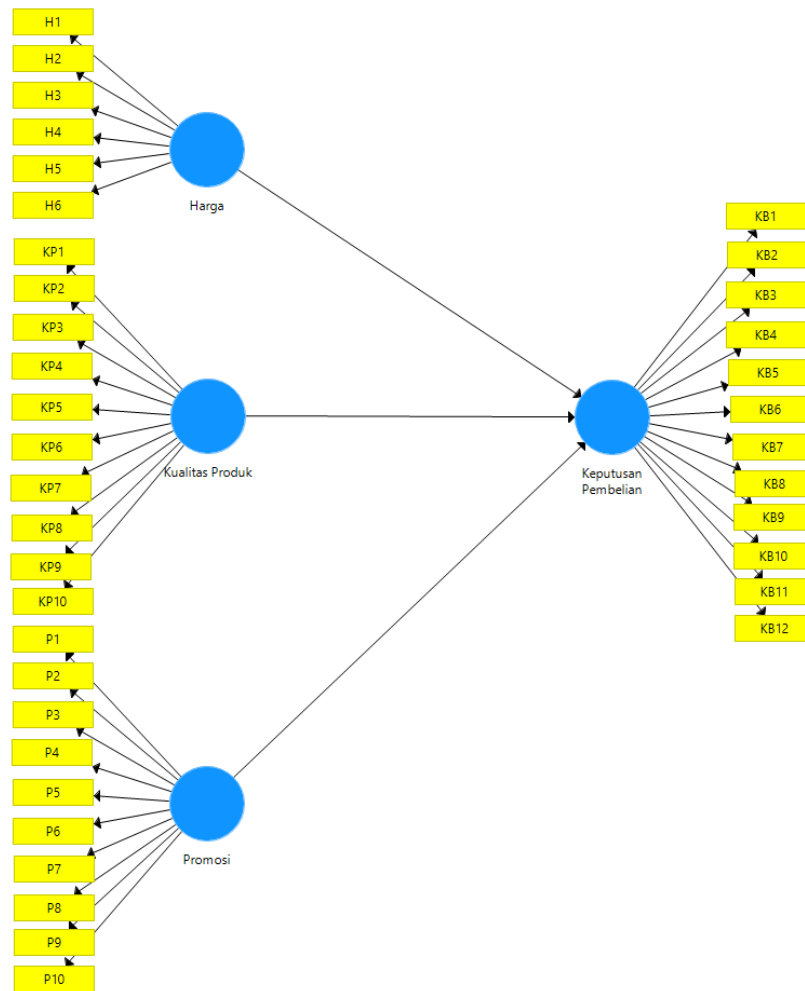 H1
H2
H3
H4
H5
H6
Harga
KP1
KP2
KP3
KP4
KP5
KP6
KP7
KP8
KP9
KP10
Kualitas Produk
P1
P2
P3
P4
P5
P6
P7
P8
P9
P10
Promosi
Keputusan
Pembelian
KB1
KB2
KB3
KB4
KB5
KB6
KB7
KB8
KB9
KB10
KB11
KB12